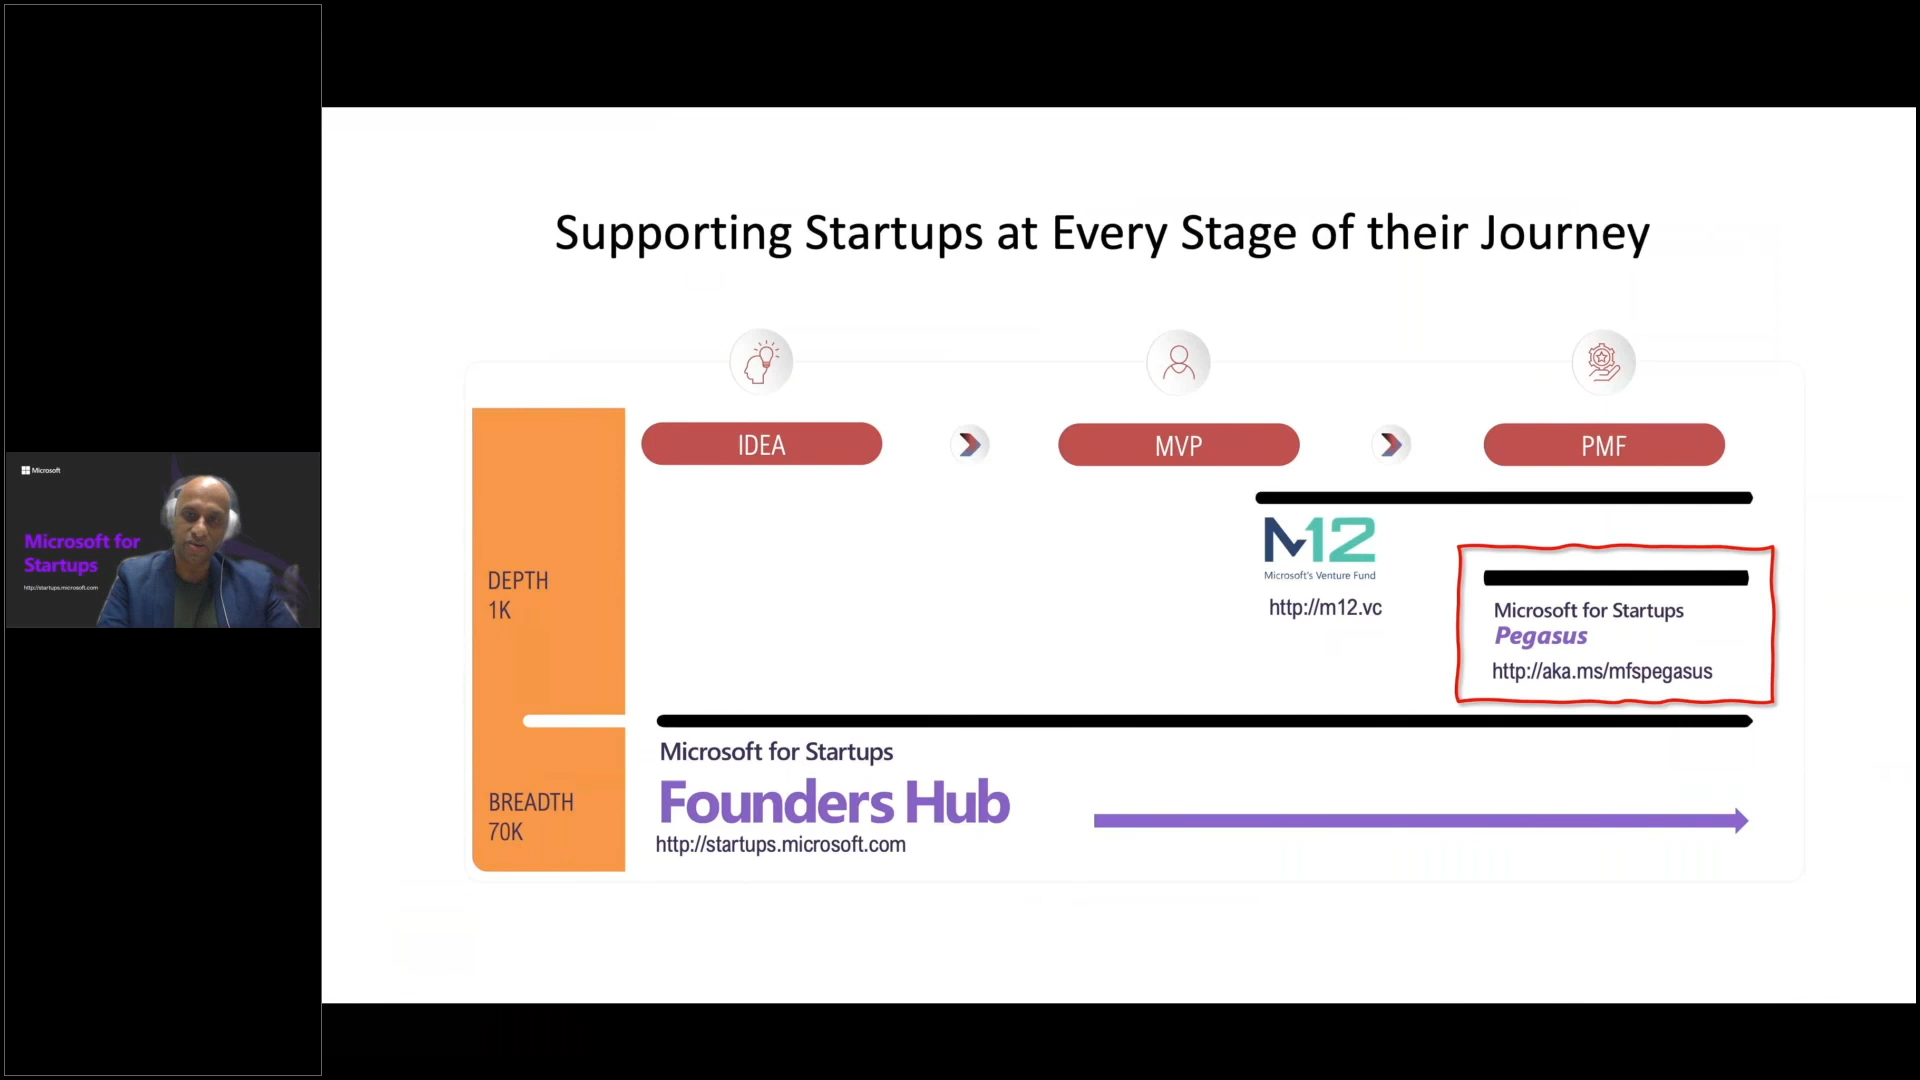 Microsoft
Microsoft for
Startups
http://startups.microsoft.com
Supporting Startups at Every Stage of their Journey
IDEA
MVP
PMF
DEPTH
1K
M12
Microsoft's Venture Fund
http://m12.vc
Microsoft for Startups
Pegasus
http://aka.ms/mfspegasus
BREADTH
70K
Microsoft for Startups
Founders Hub
http://startups.microsoft.com